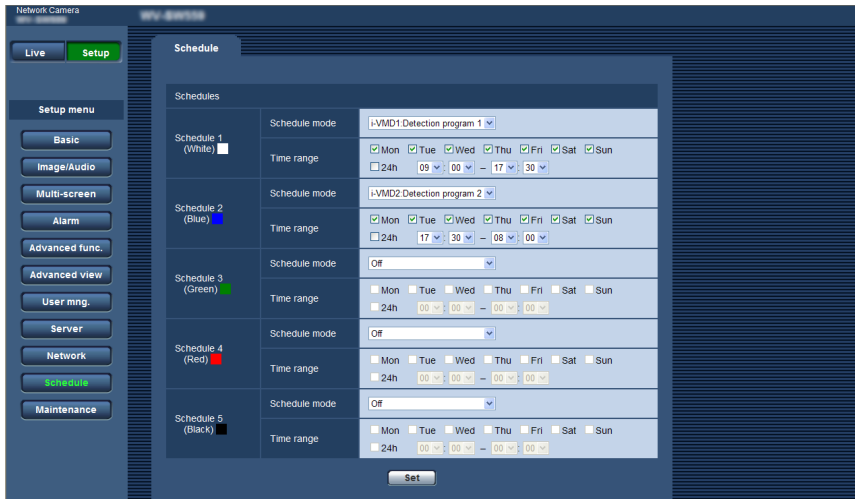 Network Camera
Live Setup
Setup menu
Basic
Image/Audio
Multi-screen
Alarm
Advanced func.
Advanced view
User mng.
Server
Network
Schedule
Maintenance
Schedule
Schedules
Schedule 1
(White)
Schedule mode i-VMD1:Detection program 1
Time range Mon Tue Wed Thu Fri Sat Sun
24h 09 : 00 – 17 : 30
Schedule 2
(Blue)
Schedule mode i-VMD2:Detection program 2
Time range Mon Tue Wed Thu Fri Sat Sun
24h 17 : 30 – 08 : 00
Schedule 3
(Green)
Schedule mode Off
Time range Mon Tue Wed Thu Fri Sat Sun
24h 00 : 00 – 00 : 00
Schedule 4
(Red)
Schedule mode Off
Time range Mon Tue Wed Thu Fri Sat Sun
24h 00 : 00 – 00 : 00
Schedule 5
(Black)
Schedule mode Off
Time range Mon Tue Wed Thu Fri Sat Sun
24h 00 : 00 – 00 : 00
Set